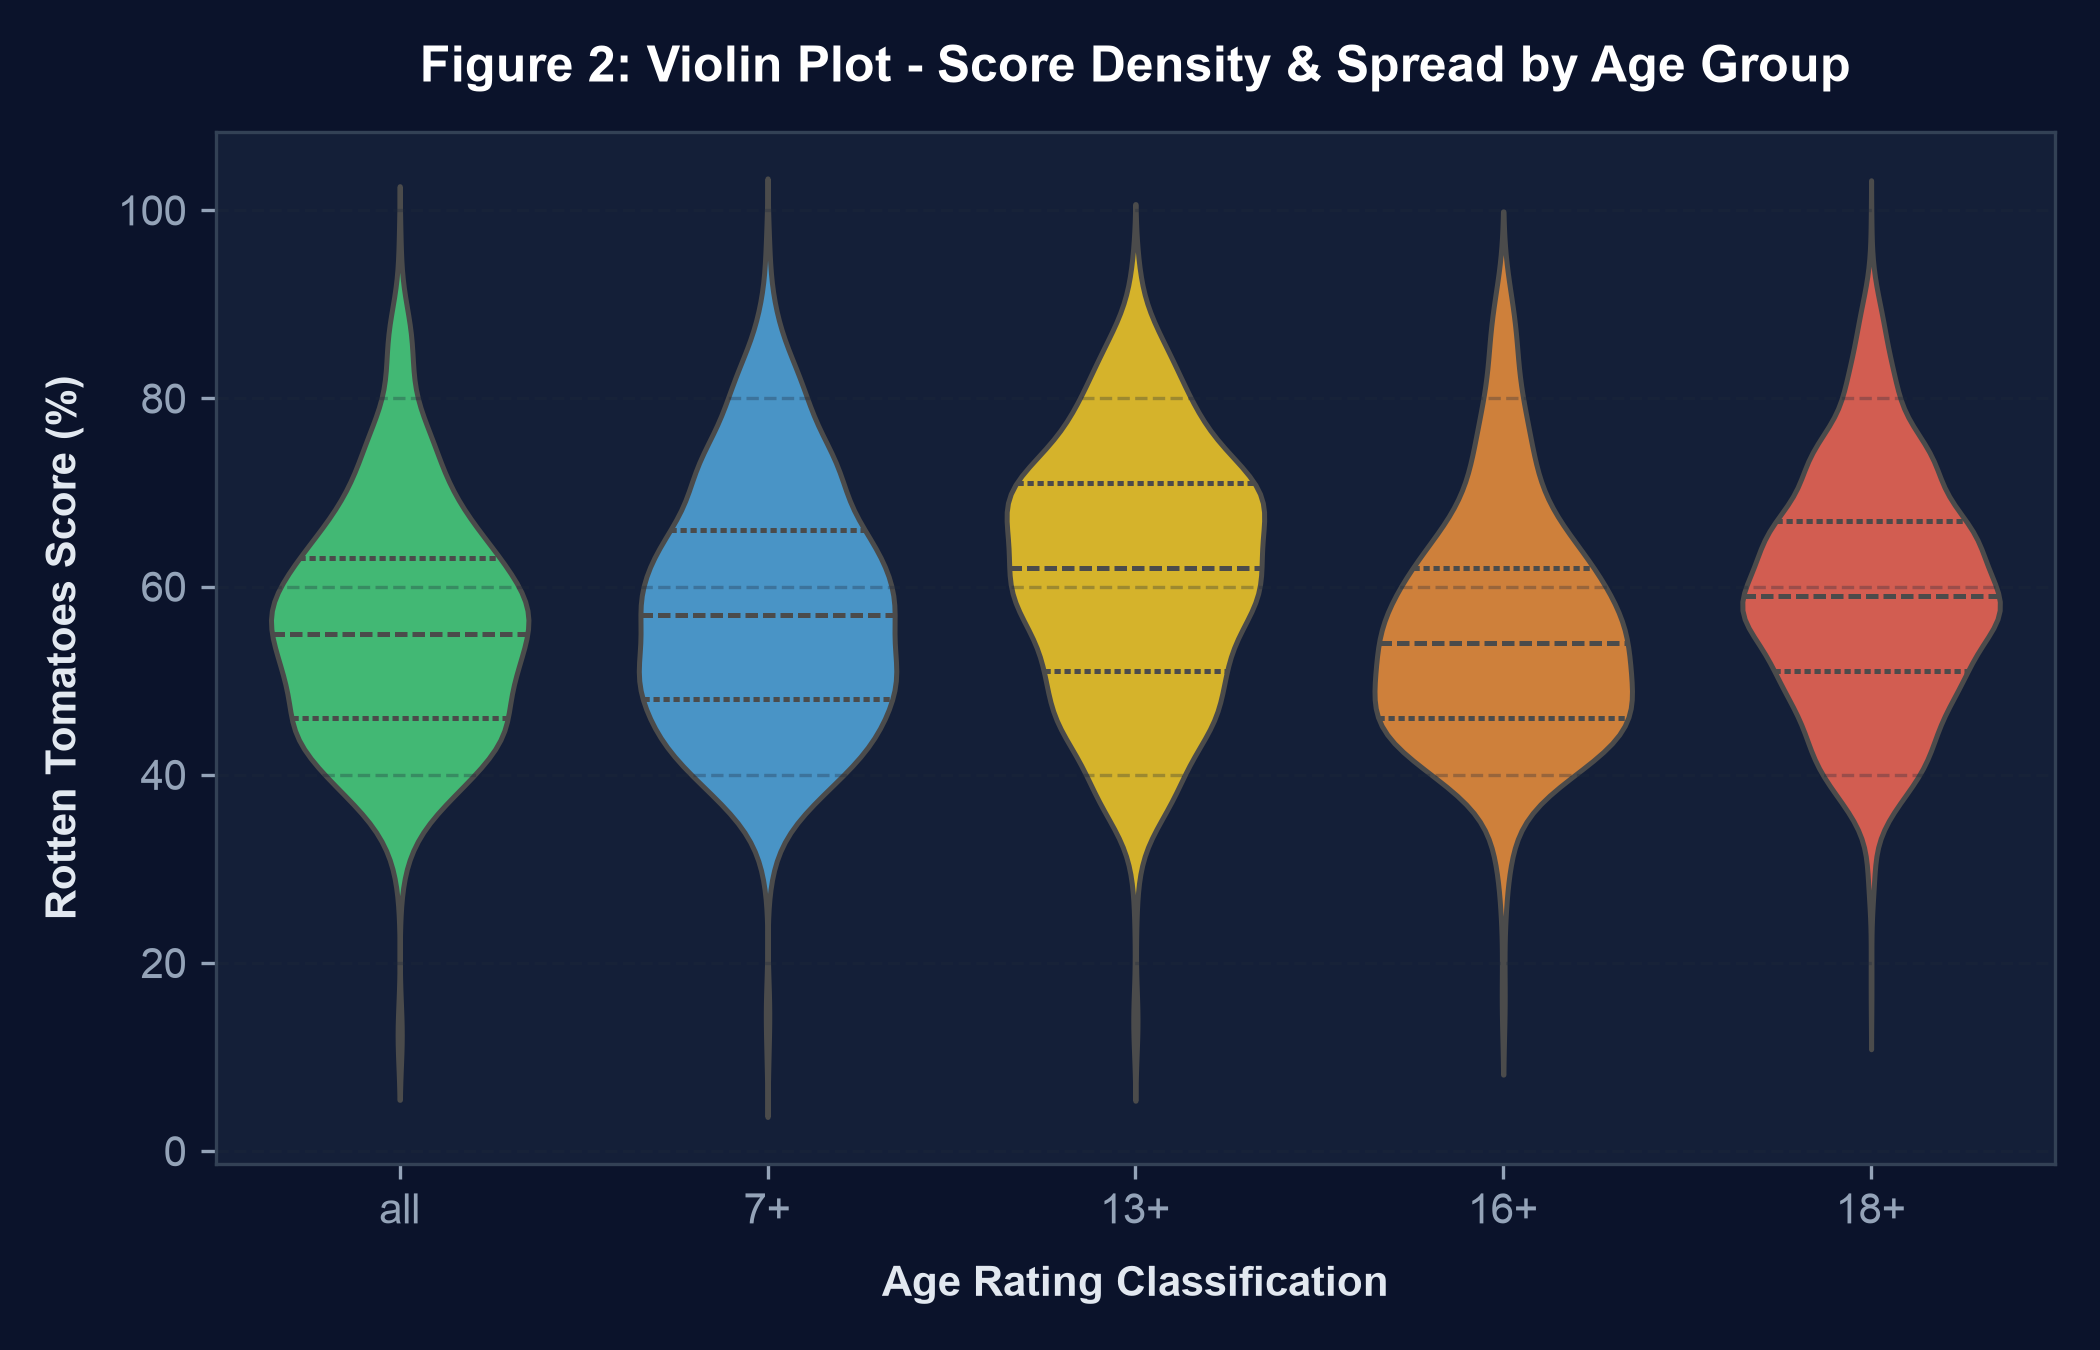 Figure 2: Violin Plot - Score Density & Spread by Age Group
Rotten Tomatoes Score (%)
100
80
60
40
20
0
all
7+
13+
16+
18+
Age Rating Classification